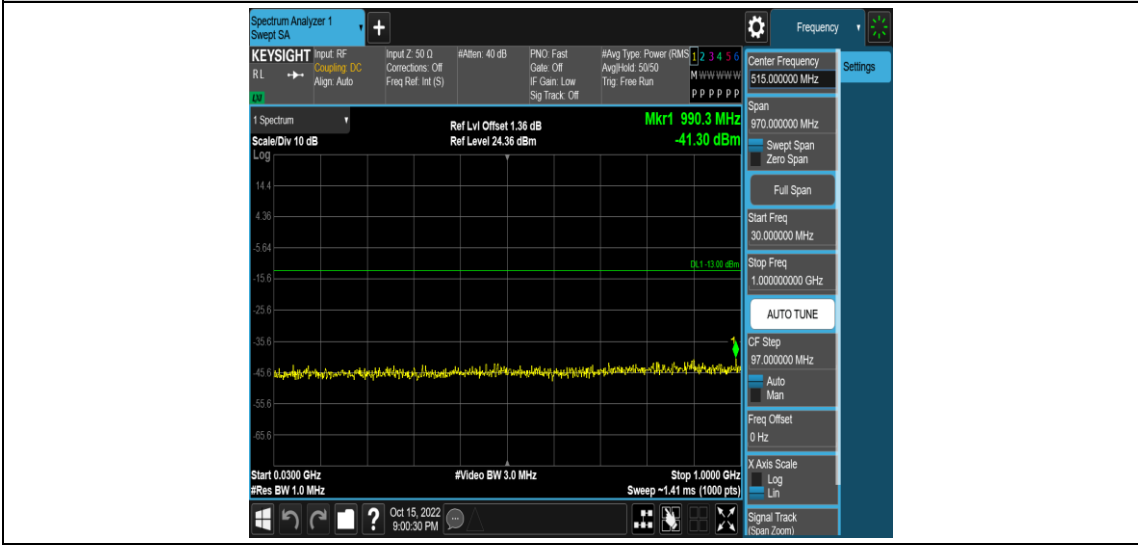 Spectrum Analyzer 1
Swept SA
+
Frequency
KEYSIGHT
RL
LM
Input: RF
Coupling: DC
Align: Auto
Input Z: 50 Ω
Corrections: Off
Freq Ref: Int (S)
#Atten: 40 dB
PNO: Fast
Gate: Off
IF Gain: Low
Sig Track: Off
#Avg Type: Power (RMS
Avg|Hold: 50/50
Trig: Free Run
1 2 3 4 5 6
M W W W W W
P P P P P P
1 Spectrum
Scale/Div 10 dB
Log
Ref Lvl Offset 1.36 dB
Ref Level 24.36 dBm
Mkr1 990.3 MHz
-41.30 dBm
14.4
4.36
-5.64
-15.6
-25.6
-35.6
-45.6
-55.6
-65.6
DL1 -13.00 dBm
1
Start 0.0300 GHz
#Res BW 1.0 MHz
#Video BW 3.0 MHz
Stop 1.0000 GHz
Sweep ~1.41 ms (1000 pts)
?
Oct 15, 2022
9:00:30 PM
Center Frequency
515.000000 MHz
Settings
Span
970.000000 MHz
Swept Span
Zero Span
Full Span
Start Freq
30.000000 MHz
Stop Freq
1.000000000 GHz
AUTO TUNE
CF Step
97.000000 MHz
Auto
Man
Freq Offset
0 Hz
X Axis Scale
Log
Lin
Signal Track
(Span Zoom)